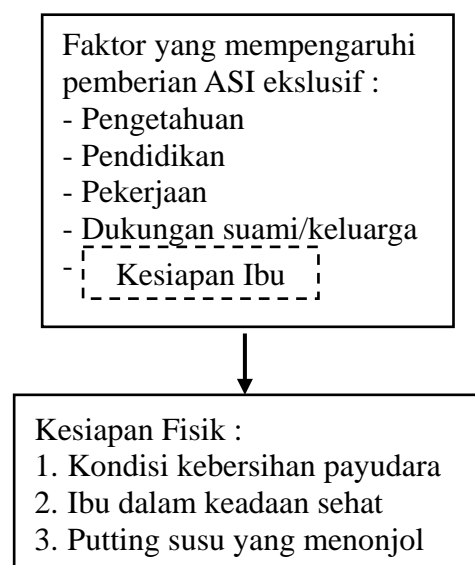 Faktor yang mempengaruhi
pemberian ASI ekslusif :
- Pengetahuan
- Pendidikan
- Pekerjaan
- Dukungan suami/keluarga
- Kesiapan Ibu
Kesiapan Fisik :
1. Kondisi kebersihan payudara
2. Ibu dalam keadaan sehat
3. Putting susu yang menonjol